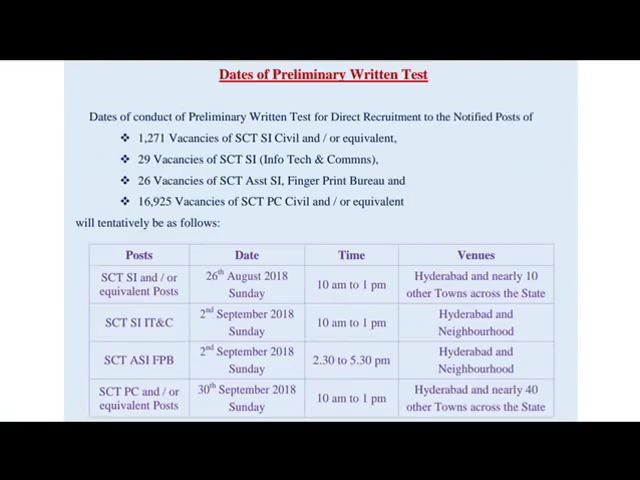 Dates of Preliminary Written Test
Dates of conduct of Preliminary Written Test for Direct Recruitment to the Notified Posts of
❖ 1,271 Vacancies of SCT SI Civil and / or equivalent,
❖ 29 Vacancies of SCT SI (Info Tech & Commns),
❖ 26 Vacancies of SCT Asst SI, Finger Print Bureau and
❖ 16,925 Vacancies of SCT PC Civil and / or equivalent
will tentatively be as follows:
Posts Date Time Venues
SCT SI and / or equivalent Posts 26th August 2018 Sunday 10 am to 1 pm Hyderabad and nearly 10 other Towns across the State
SCT SI IT&C 2nd September 2018 Sunday 10 am to 1 pm Hyderabad and Neighbourhood
SCT ASI FPB 2nd September 2018 Sunday 2.30 to 5.30 pm Hyderabad and Neighbourhood
SCT PC and / or equivalent Posts 30th September 2018 Sunday 10 am to 1 pm Hyderabad and nearly 40 other Towns across the State